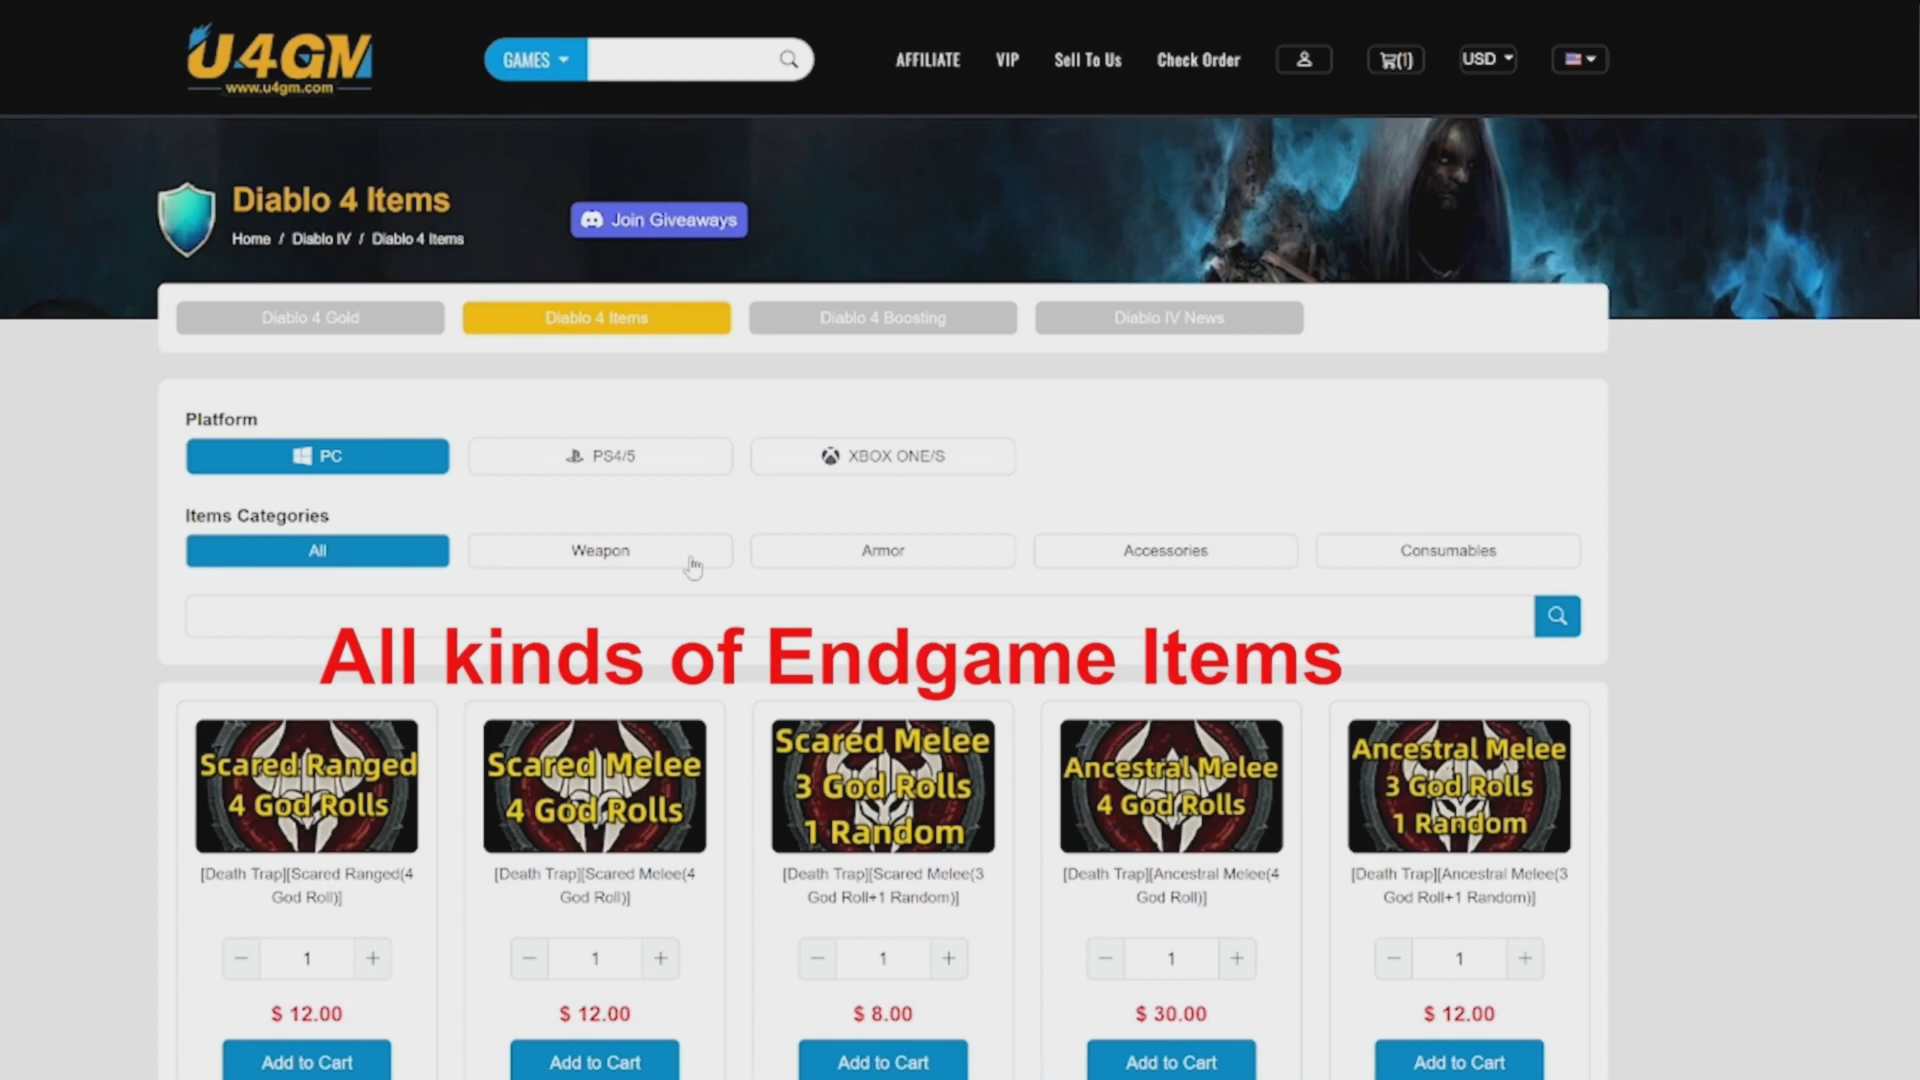 U4GM
www.u4gm.com
GAMES
AFFILIATE
VIP
Sell To Us
Check Order
(1)
USD
Diablo 4 Items
Home / Diablo IV / Diablo 4 Items
Join Giveaways
Diablo 4 Gold
Diablo 4 Items
Diablo 4 Boosting
Diablo IV News
Platform
PC
PS4/5
XBOX ONE/S
Items Categories
All
Weapon
Armor
Accessories
Consumables
All kinds of Endgame Items
Scared Ranged
4 God Rolls
[Death Trap][Scared Ranged(4
God Roll)]
1
$ 12.00
Add to Cart
Scared Melee
4 God Rolls
[Death Trap][Scared Melee(4
God Roll)]
1
$ 12.00
Add to Cart
Scared Melee
3 God Rolls
1 Random
[Death Trap][Scared Melee(3
God Roll+1 Random)]
1
$ 8.00
Add to Cart
Ancestral Melee
4 God Rolls
[Death Trap][Ancestral Melee(4
God Roll)]
1
$ 30.00
Add to Cart
Ancestral Melee
3 God Rolls
1 Random
[Death Trap][Ancestral Melee(3
God Roll+1 Random)]
1
$ 12.00
Add to Cart